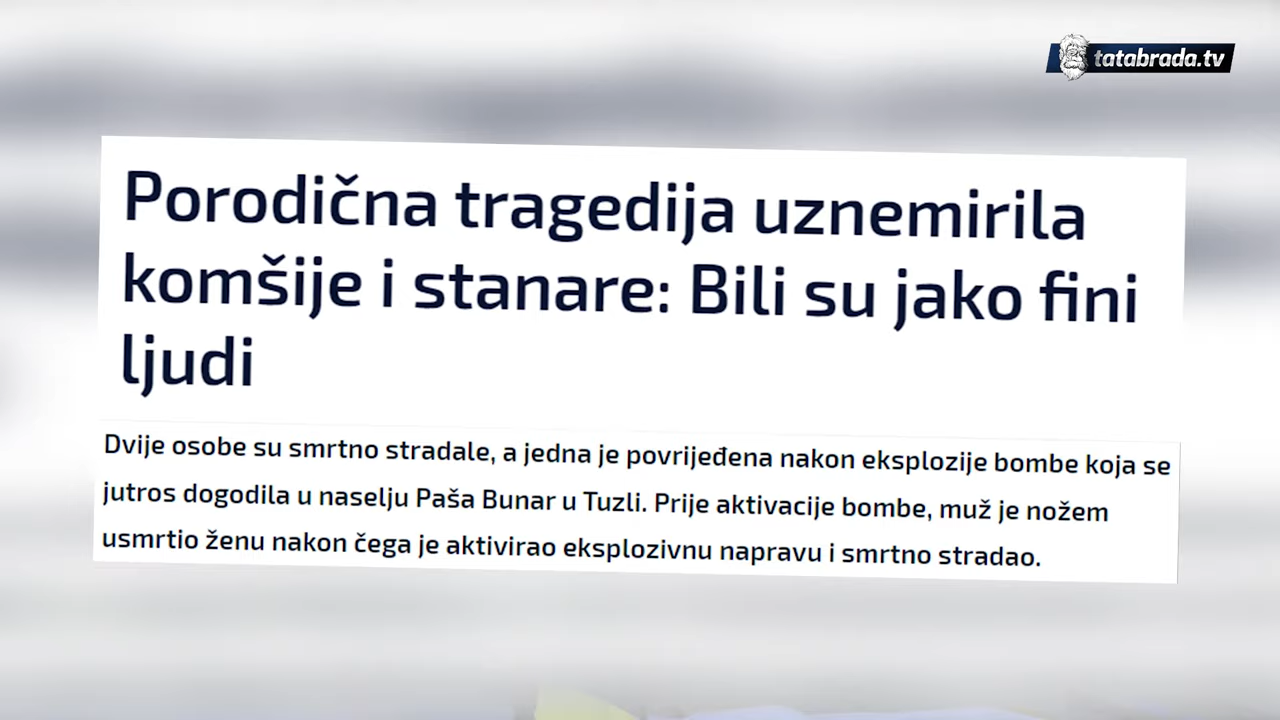 tatabrada.tv
Porodična tragedija uznemirila
komšije i stanare: Bili su jako fini
ljudi
Dvije osobe su smrtno stradale, a jedna je povrijeđena nakon eksplozije bombe koja se
jutros dogodila u naselju Paša Bunar u Tuzli. Prije aktivacije bombe, muž je nožem
usmrtio ženu nakon čega je aktivirao eksplozivnu napravu i smrtno stradao.